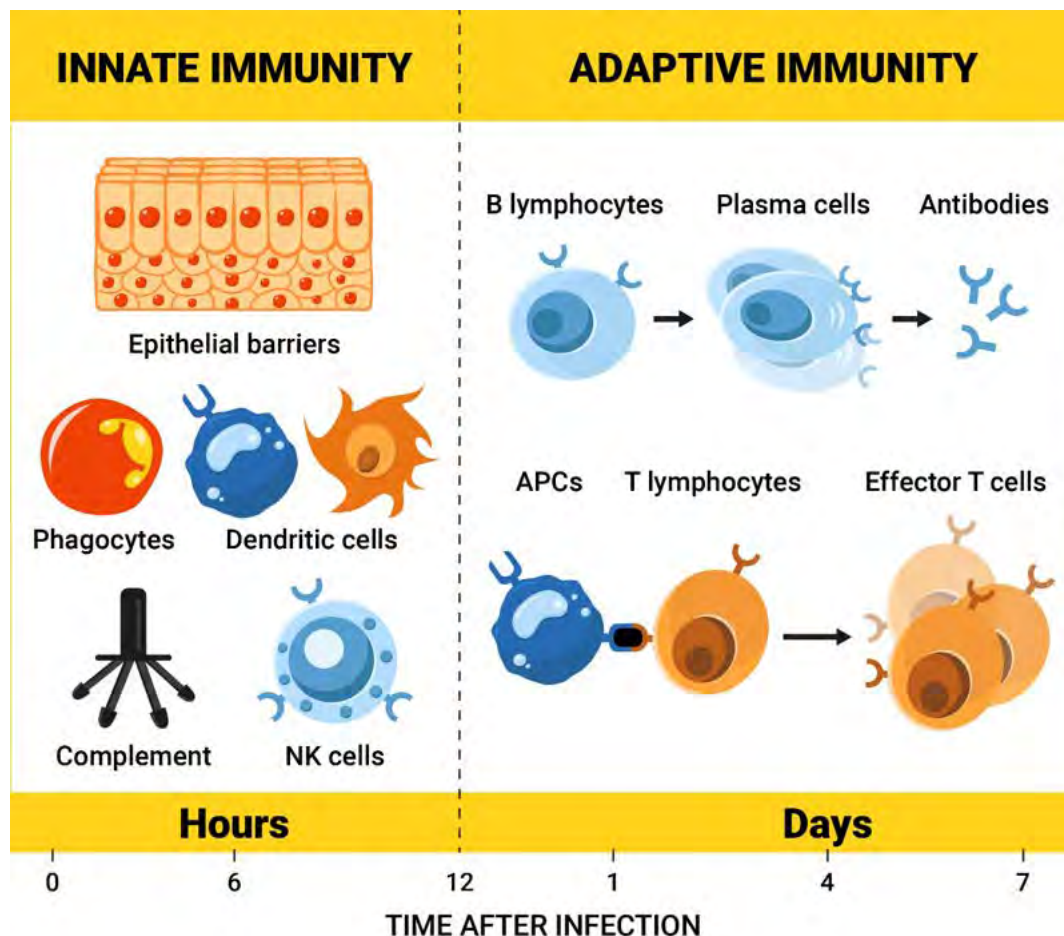 INNATE IMMUNITY
ADAPTIVE IMMUNITY
Epithelial barriers
Phagocytes
Dendritic cells
Complement
NK cells
B lymphocytes
Plasma cells
Antibodies
APCs
T lymphocytes
Effector T cells
Hours
Days
0
6
12
1
4
7
TIME AFTER INFECTION